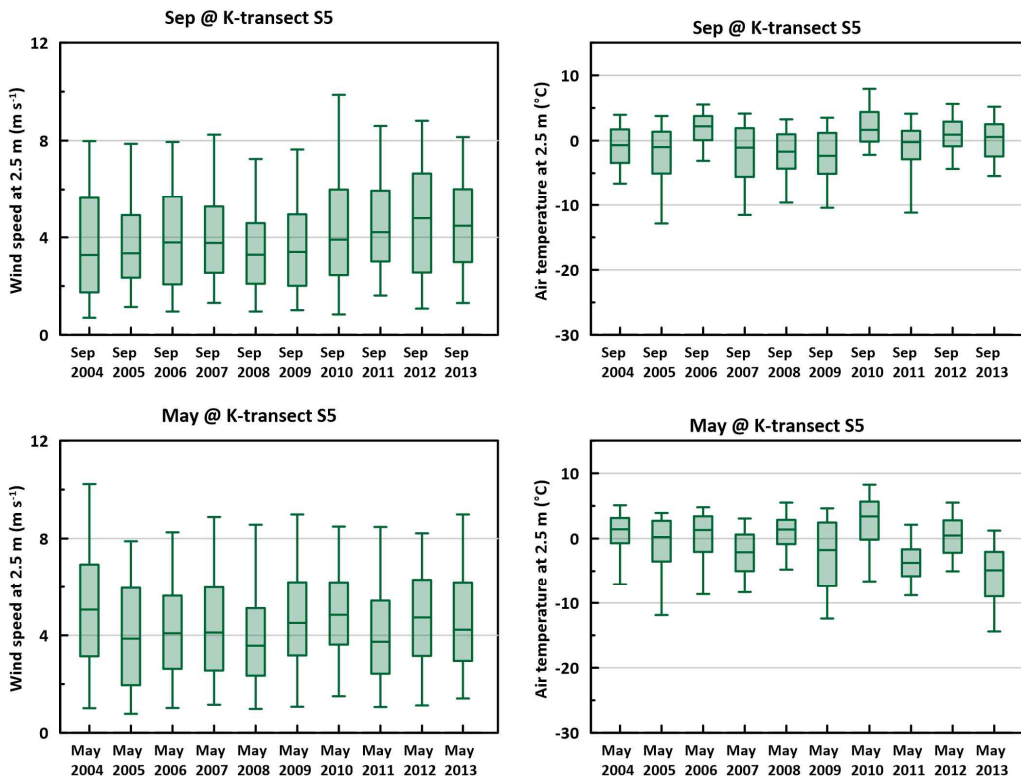 Sep @ K-transect S5
Wind speed at 2.5 m (m s⁻¹)
12
8
4
0
Sep Sep Sep Sep Sep Sep Sep Sep Sep Sep
2004 2005 2006 2007 2008 2009 2010 2011 2012 2013
Sep @ K-transect S5
Air temperature at 2.5 m (°C)
10
0
-10
-20
-30
Sep Sep Sep Sep Sep Sep Sep Sep Sep Sep
2004 2005 2006 2007 2008 2009 2010 2011 2012 2013
May @ K-transect S5
Wind speed at 2.5 m (m s⁻¹)
12
8
4
0
May May May May May May May May May May
2004 2005 2006 2007 2008 2009 2010 2011 2012 2013
May @ K-transect S5
Air temperature at 2.5 m (°C)
10
0
-10
-20
-30
May May May May May May May May May May
2004 2005 2006 2007 2008 2009 2010 2011 2012 2013